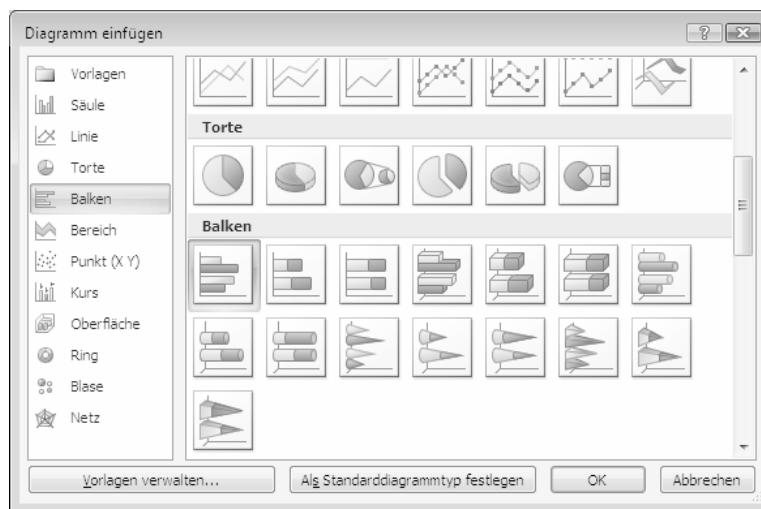 Diagramm einfügen
Vorlagen
Säule
Linie
Torte
Balken
Bereich
Punkt (X Y)
Kurs
Oberfläche
Ring
Blase
Netz
Torte
Balken
Vorlagen verwalten...
Als Standarddiagrammtyp festlegen
OK
Abbrechen